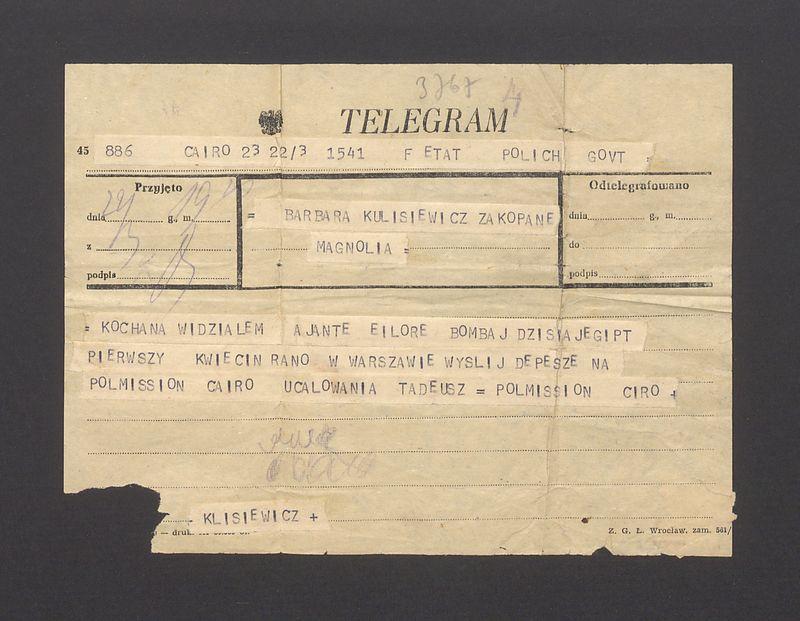 3767 4
TELEGRAM
45 886 CAIRO 23 22/3 1541 F ETAT POLICH GOVT =
Przyjęto
Odtelegrafowano
dnia g., m.
= BARBARA KULISIEWICZ ZAKOPANE
dnia g., m.
z
MAGNOLIA =
do
podpis
podpis
= KOCHANA WIDZIALEM AJANTE EILORE BOMBAJ DZISIAJEGIPT
PIERWSZY KWIECIN RANO W WARSZAWIE WYSLIJ DEPESZE NA
POLMISSION CAIRO UCALOWANIA TADEUSZ = POLMISSION CIRO +
KLISIEWICZ +
Z. G. Ł. Wrocław. zam. 561/